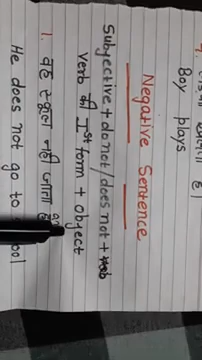 Boy plays
Negative Sentence
Subjective + do not/does not +
Verb की Ist form + object
1. वह स्कूल नही जाता
He does not go to